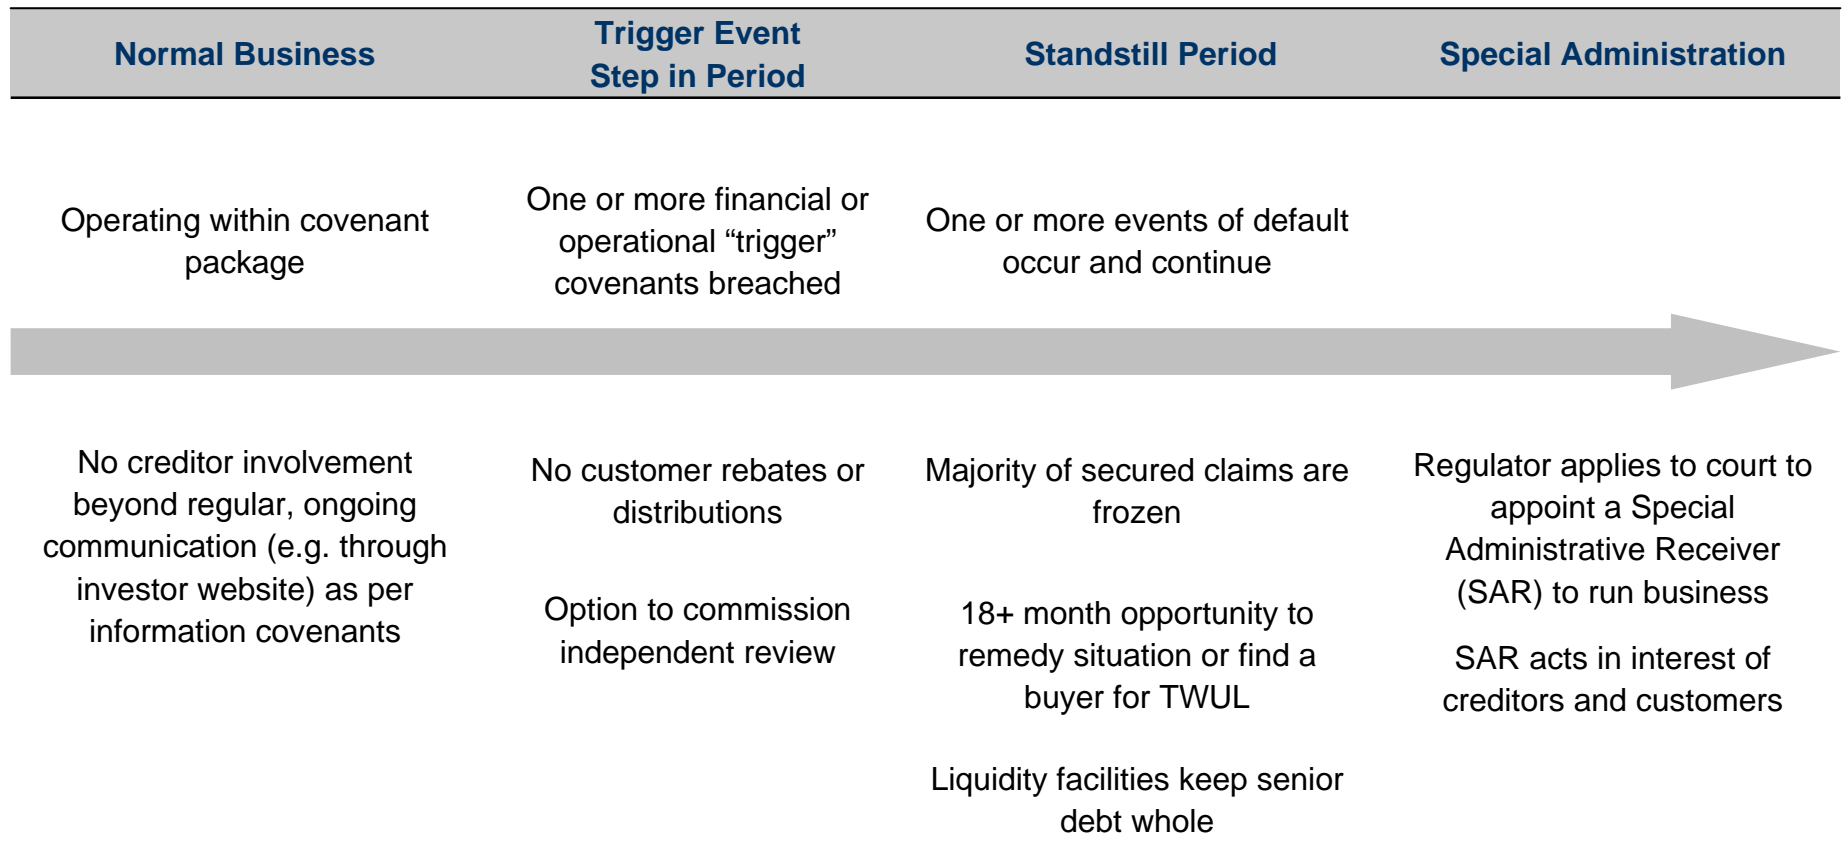 Normal Business
Trigger Event
Step in Period
Standstill Period
Special Administration
Operating within covenant
package
One or more financial or
operational “trigger”
covenants breached
One or more events of default
occur and continue
No creditor involvement
beyond regular, ongoing
communication (e.g. through
investor website) as per
information covenants
No customer rebates or
distributions
Option to commission
independent review
Majority of secured claims are
frozen
18+ month opportunity to
remedy situation or find a
buyer for TWUL
Liquidity facilities keep senior
debt whole
Regulator applies to court to
appoint a Special
Administrative Receiver
(SAR) to run business
SAR acts in interest of
creditors and customers